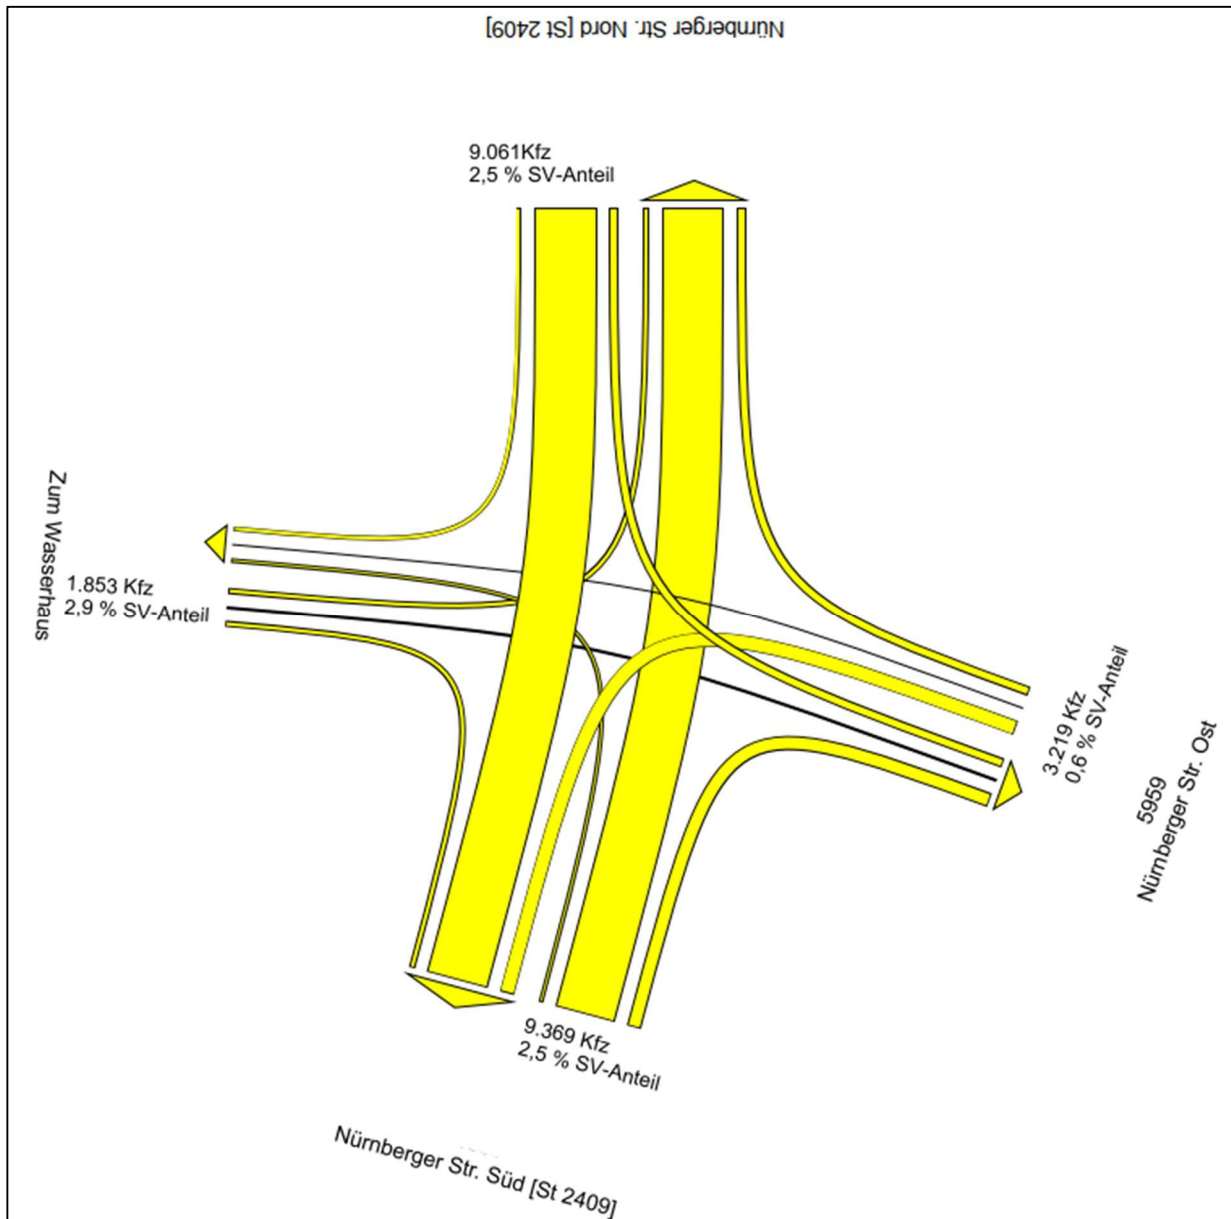 Nürnberger Str. Nord [St 2409]
9.061Kfz
2,5 % SV-Anteil
Zum Wasserhaus
1.853 Kfz
2,9 % SV-Anteil
3.219 Kfz
0,6 % SV-Anteil
5959
Nürnberger Str. Ost
9.369 Kfz
2,5 % SV-Anteil
Nürnberger Str. Süd [St 2409]